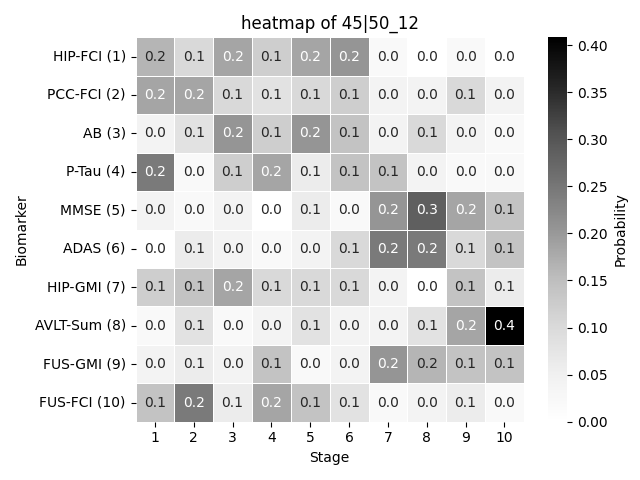 heatmap of 45|50_12
HIP-FCI (1) 0.2 0.1 0.2 0.1 0.2 0.2 0.0 0.0 0.0 0.0
PCC-FCI (2) 0.2 0.2 0.1 0.1 0.1 0.1 0.0 0.0 0.1 0.0
AB (3) 0.0 0.1 0.2 0.1 0.2 0.1 0.0 0.1 0.0 0.0
P-Tau (4) 0.2 0.0 0.1 0.2 0.1 0.1 0.1 0.0 0.0 0.0
MMSE (5) 0.0 0.0 0.0 0.0 0.1 0.0 0.2 0.3 0.2 0.1
ADAS (6) 0.0 0.1 0.0 0.0 0.0 0.1 0.2 0.2 0.1 0.1
HIP-GMI (7) 0.1 0.1 0.2 0.1 0.1 0.1 0.0 0.0 0.1 0.1
AVLT-Sum (8) 0.0 0.1 0.0 0.0 0.1 0.0 0.0 0.1 0.2 0.4
FUS-GMI (9) 0.0 0.1 0.0 0.1 0.0 0.0 0.2 0.2 0.1 0.1
FUS-FCI (10) 0.1 0.2 0.1 0.2 0.1 0.1 0.0 0.0 0.1 0.0
1 2 3 4 5 6 7 8 9 10
Stage
Biomarker
0.40
0.35
0.30
0.25
0.20
0.15
0.10
0.05
0.00
Probability